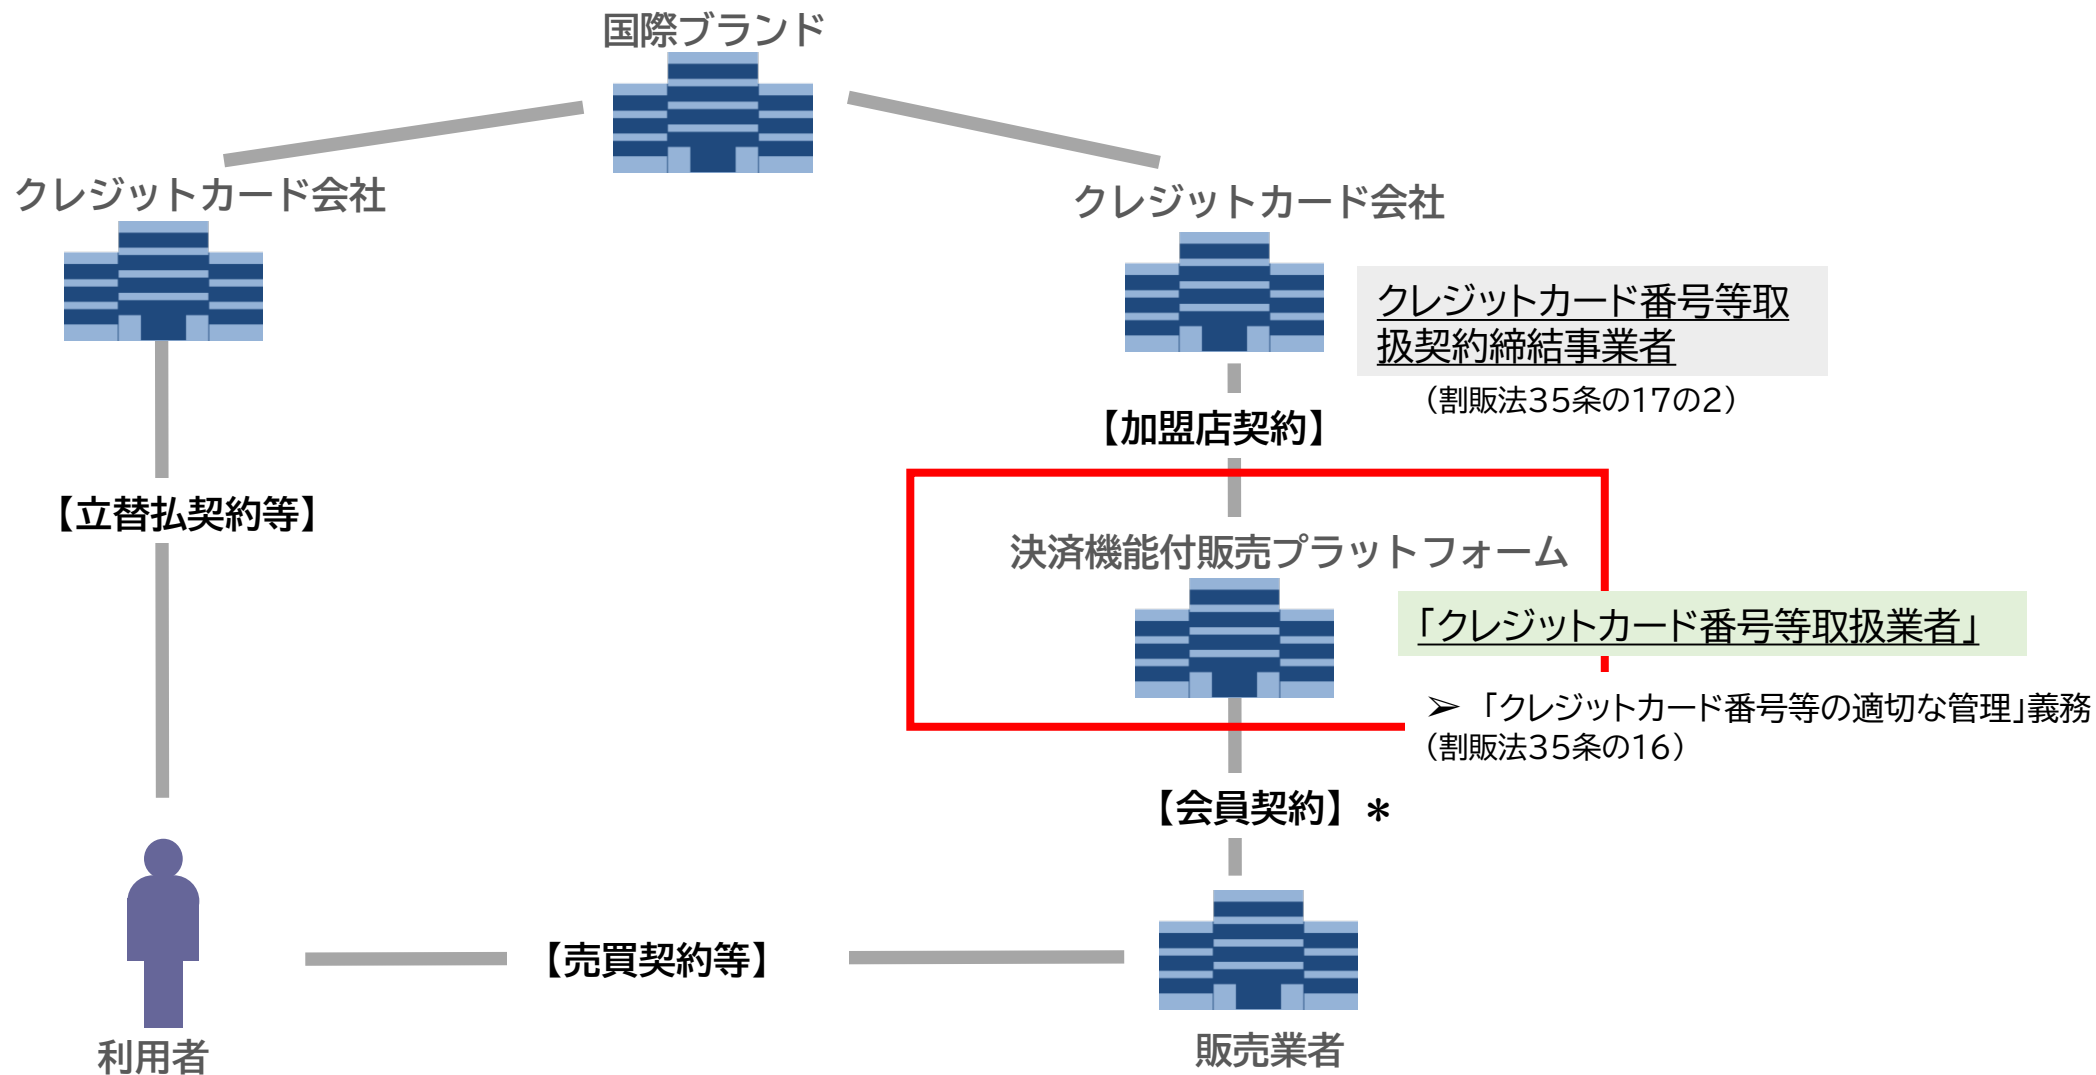 国際ブランド
クレジットカード会社
クレジットカード会社
クレジットカード番号等取
扱契約締結事業者
（割販法35条の17の2）
【加盟店契約】
【立替払契約等】
決済機能付販売プラットフォーム
「クレジットカード番号等取扱業者」
➢ 「クレジットカード番号等の適切な管理」義務
（割販法35条の16）
【会員契約】＊
【売買契約等】
利用者
販売業者